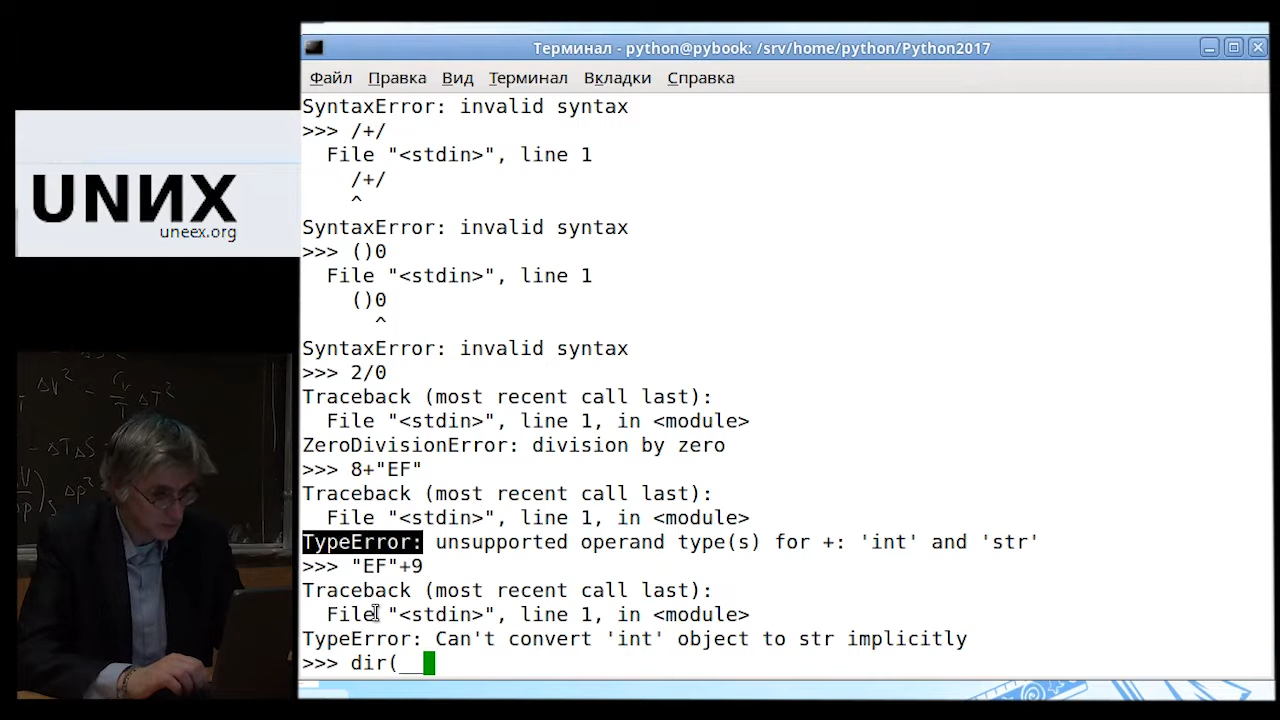 Терминал - python@pybook: /srv/home/python/Python2017
Файл Правка Вид Терминал Вкладки Справка
SyntaxError: invalid syntax
>>> /+/
  File "<stdin>", line 1
    /+/
    ^
SyntaxError: invalid syntax
>>> ()0
  File "<stdin>", line 1
    ()0
      ^
SyntaxError: invalid syntax
>>> 2/0
Traceback (most recent call last):
  File "<stdin>", line 1, in <module>
ZeroDivisionError: division by zero
>>> 8+"EF"
Traceback (most recent call last):
  File "<stdin>", line 1, in <module>
TypeError: unsupported operand type(s) for +: 'int' and 'str'
>>> "EF"+9
Traceback (most recent call last):
  File "<stdin>", line 1, in <module>
TypeError: Can't convert 'int' object to str implicitly
>>> dir(__
UNИX
uneex.org